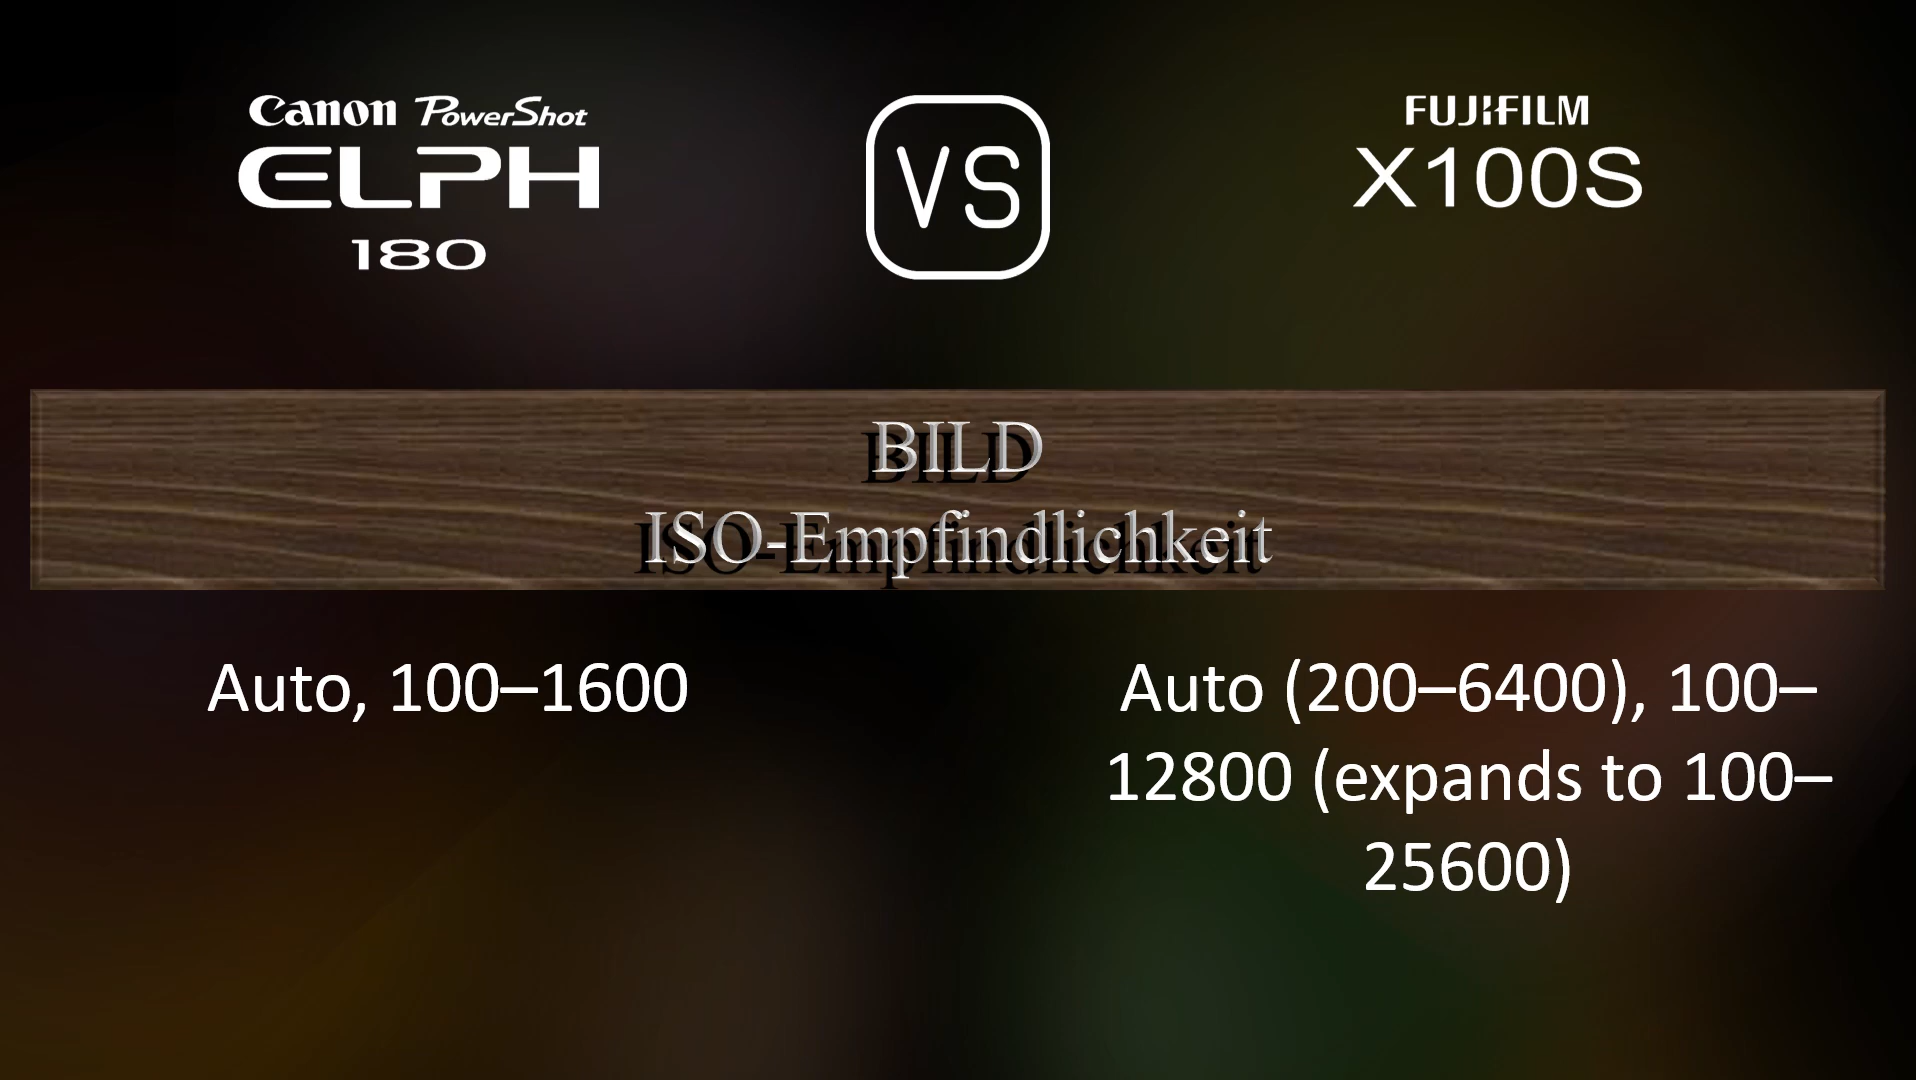 Canon PowerShot
ELPH
180
VS
FUJIFILM
X100S
BILD
ISO-Empfindlichkeit
Auto, 100–1600
Auto (200–6400), 100–
12800 (expands to 100–
25600)